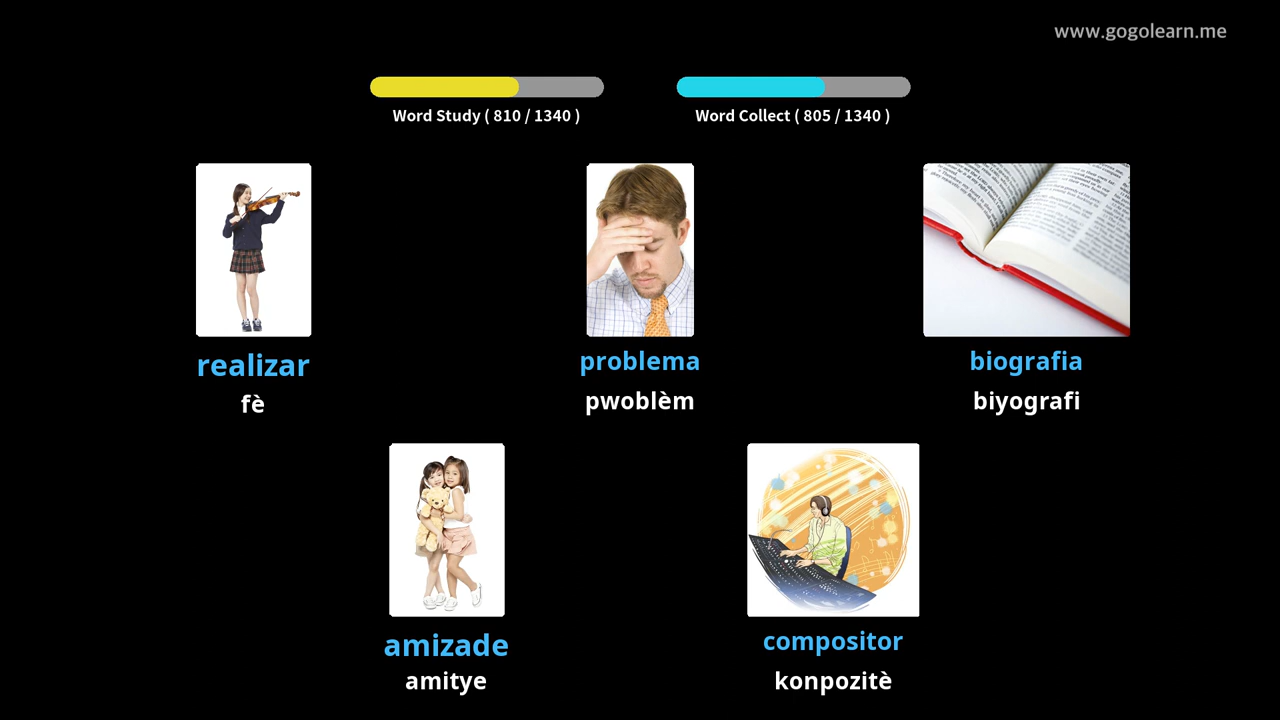 www.gogolearn.me
Word Study ( 810 / 1340 )
Word Collect ( 805 / 1340 )
realizar
fè
problema
pwoblèm
biografia
biyografi
amizade
amitye
compositor
konpozitè